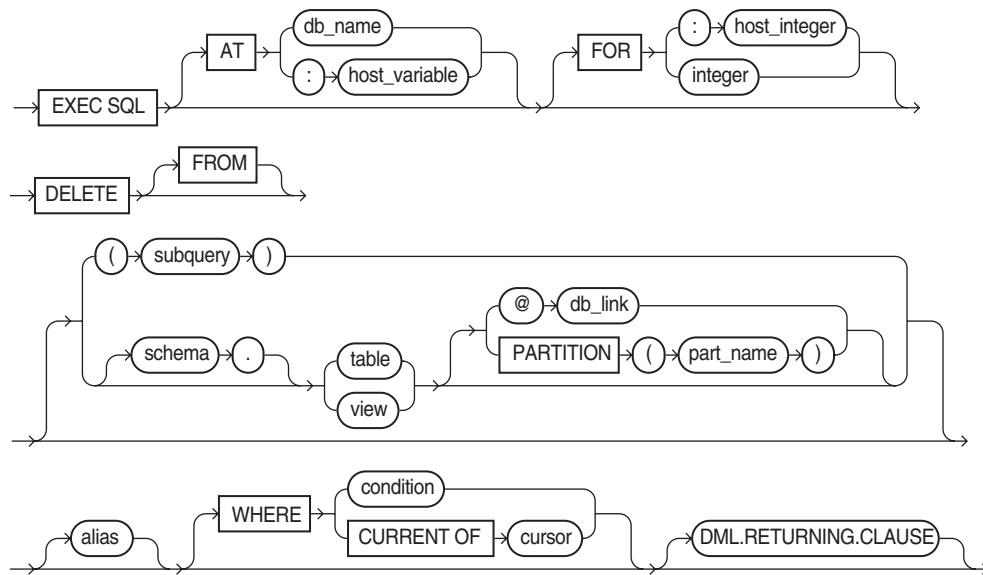 db_name
AT
: host_variable
: host_integer
FOR
integer
EXEC SQL
FROM
DELETE
( subquery )
@ db_link
schema . table PARTITION ( part_name )
view
condition
WHERE
alias CURRENT OF cursor DML.RETURNING.CLAUSE